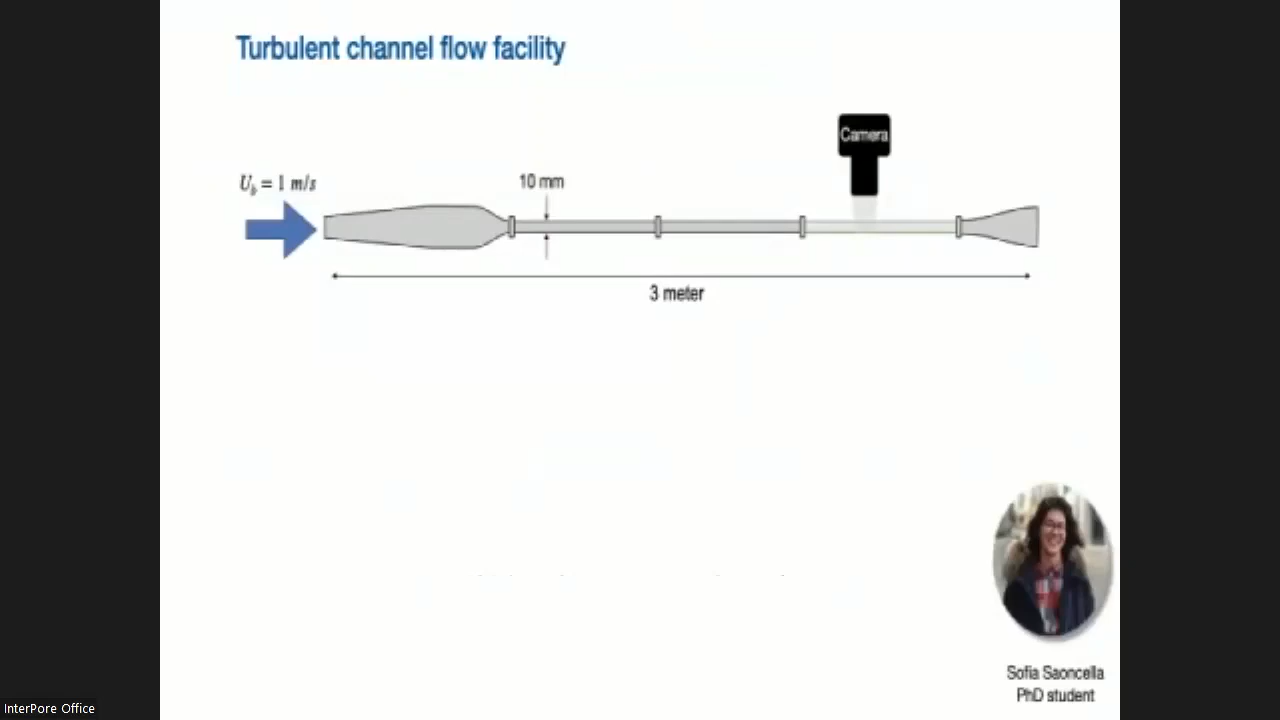 Turbulent channel flow facility
Camera
U_b = 1 m/s
10 mm
3 meter
Sofia Saoncella
PhD student
InterPore Office